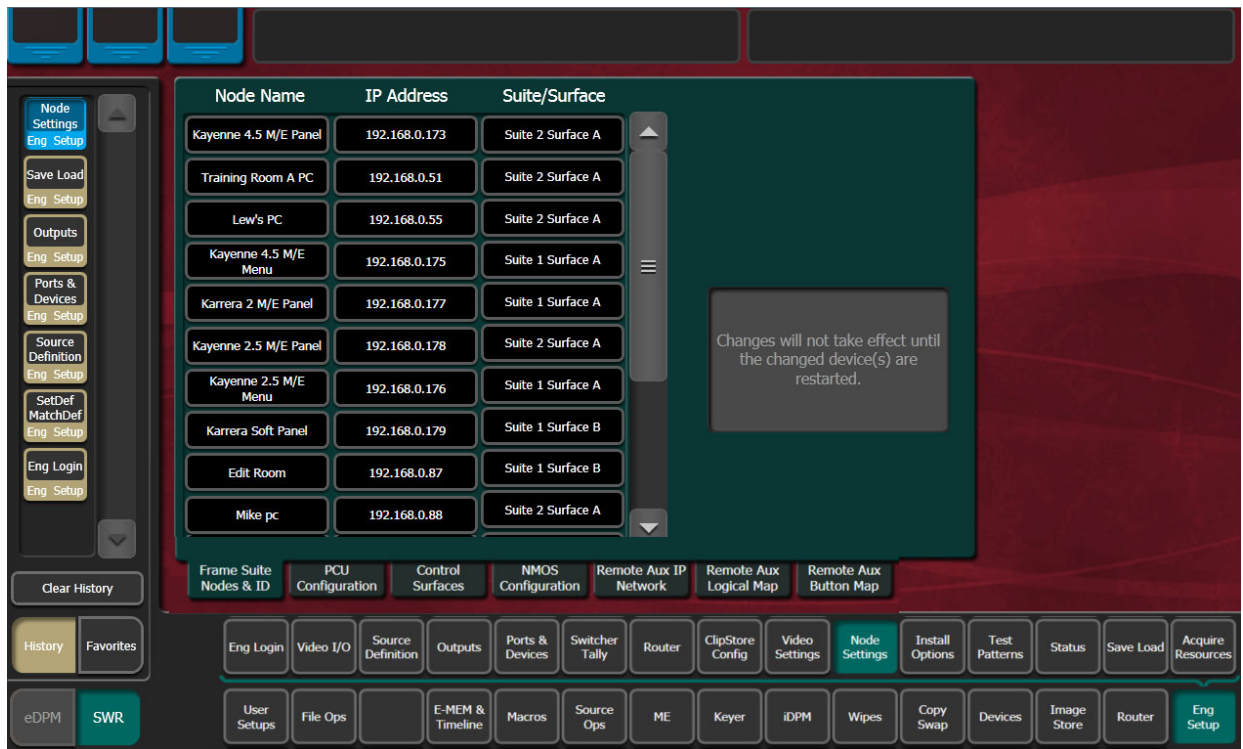 Node Name IP Address Suite/Surface
Node
Settings
Eng Setup
Save Load
Eng Setup
Outputs
Eng Setup
Ports &
Devices
Eng Setup
Source
Definition
Eng Setup
SetDef
MatchDef
Eng Setup
Eng Login
Eng Setup
Clear History
History Favorites
eDPM SWR
Kayenne 4.5 M/E Panel 192.168.0.173 Suite 2 Surface A
Training Room A PC 192.168.0.51 Suite 2 Surface A
Lew's PC 192.168.0.55 Suite 2 Surface A
Kayenne 4.5 M/E
Menu 192.168.0.175 Suite 1 Surface A
Karrera 2 M/E Panel 192.168.0.177 Suite 1 Surface A
Kayenne 2.5 M/E Panel 192.168.0.178 Suite 2 Surface A
Kayenne 2.5 M/E
Menu 192.168.0.176 Suite 1 Surface A
Karrera Soft Panel 192.168.0.179 Suite 1 Surface B
Edit Room 192.168.0.87 Suite 1 Surface B
Mike pc 192.168.0.88 Suite 2 Surface A
Changes will not take effect until
the changed device(s) are
restarted.
Frame Suite
Nodes & ID
PCU
Configuration
Control
Surfaces
NMOS
Configuration
Remote Aux IP
Network
Remote Aux
Logical Map
Remote Aux
Button Map
Eng Login
Video I/O
Source
Definition
Outputs
Ports &
Devices
Switcher
Tally
Router
ClipStore
Config
Video
Settings
Node
Settings
Install
Options
Test
Patterns
Status
Save Load
Acquire
Resources
User
Setups
File Ops
E-MEM &
Timeline
Macros
Source
Ops
ME
Keyer
iDPM
Wipes
Copy
Swap
Devices
Image
Store
Router
Eng
Setup